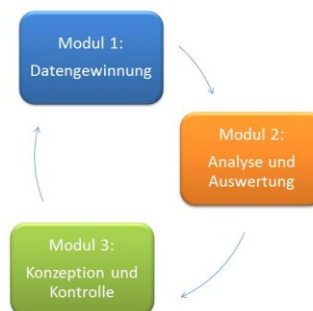 Modul 1:
Datengewinnung
Modul 2:
Analyse und
Auswertung
Modul 3:
Konzeption und
Kontrolle